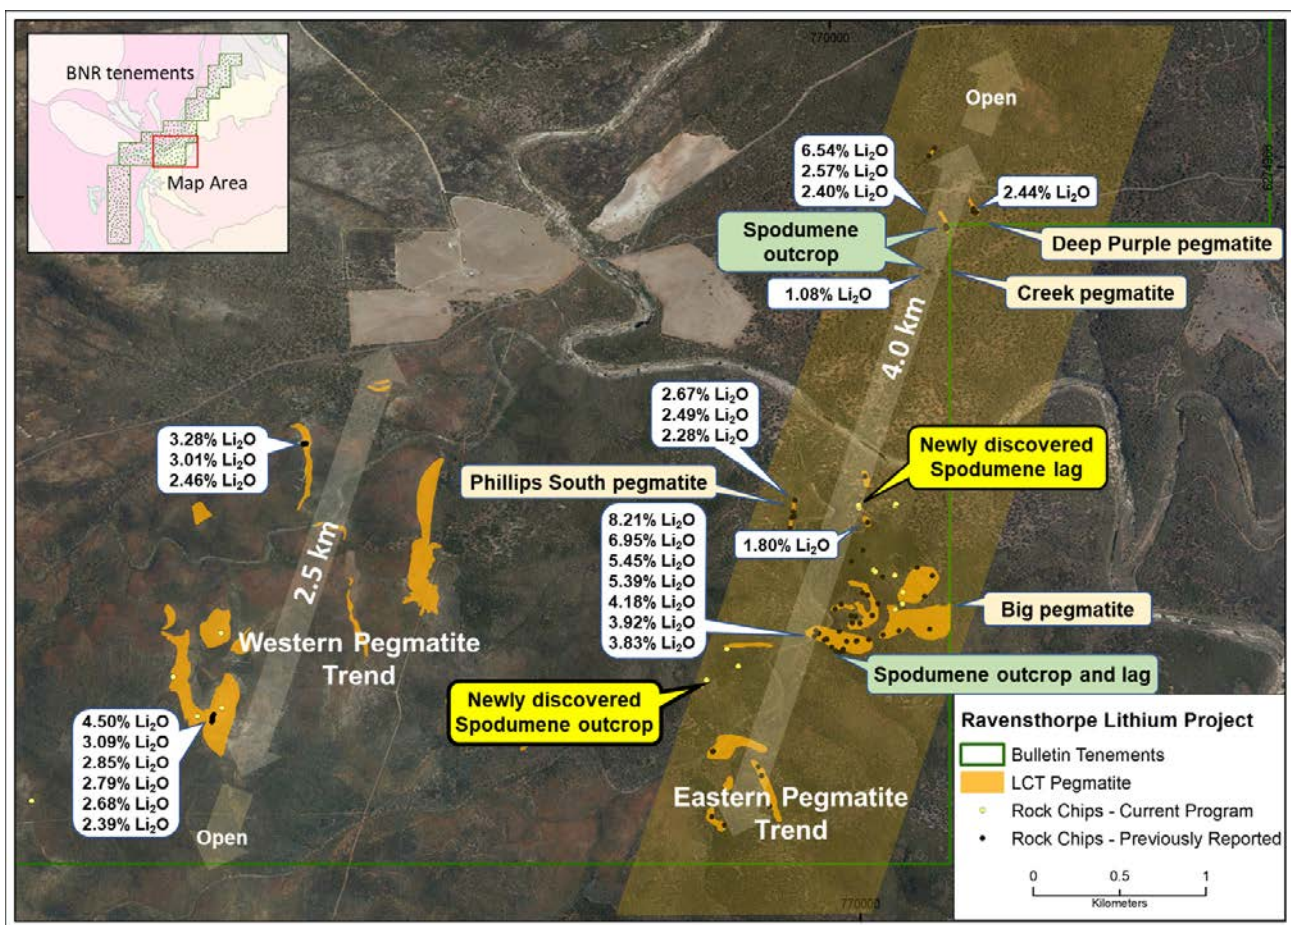 770000
BNR tenements
Map Area
Open
6.54% Li₂O
2.57% Li₂O
2.40% Li₂O
2.44% Li₂O
Spodumene
outcrop
Deep Purple pegmatite
1.08% Li₂O
Creek pegmatite
4.0 km
2.67% Li₂O
2.49% Li₂O
2.28% Li₂O
3.28% Li₂O
3.01% Li₂O
2.46% Li₂O
Newly discovered
Spodumene lag
Phillips South pegmatite
8.21% Li₂O
6.95% Li₂O
5.45% Li₂O
5.39% Li₂O
4.18% Li₂O
3.92% Li₂O
3.83% Li₂O
1.80% Li₂O
2.5 km
Big pegmatite
Western Pegmatite
Trend
Spodumene outcrop and lag
Newly discovered
Spodumene outcrop
4.50% Li₂O
3.09% Li₂O
2.85% Li₂O
2.79% Li₂O
2.68% Li₂O
2.39% Li₂O
Open
Eastern Pegmatite
Trend
770000
Ravensthorpe Lithium Project
Bulletin Tenements
LCT Pegmatite
Rock Chips - Current Program
Rock Chips - Previously Reported
0 0.5 1
Kilometers